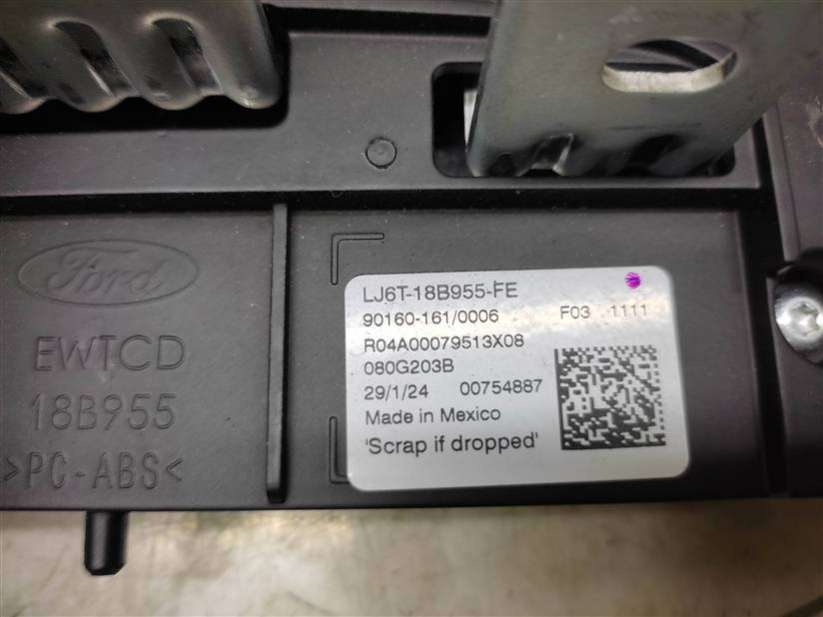 Ford
EWTCD
18B955
>PC-ABS<
LJ6T-18B955-FE
90160-161/0006 F03 1111
R04A00079513X08
080G203B
29/1/24 00754887
Made in Mexico
'Scrap if dropped'